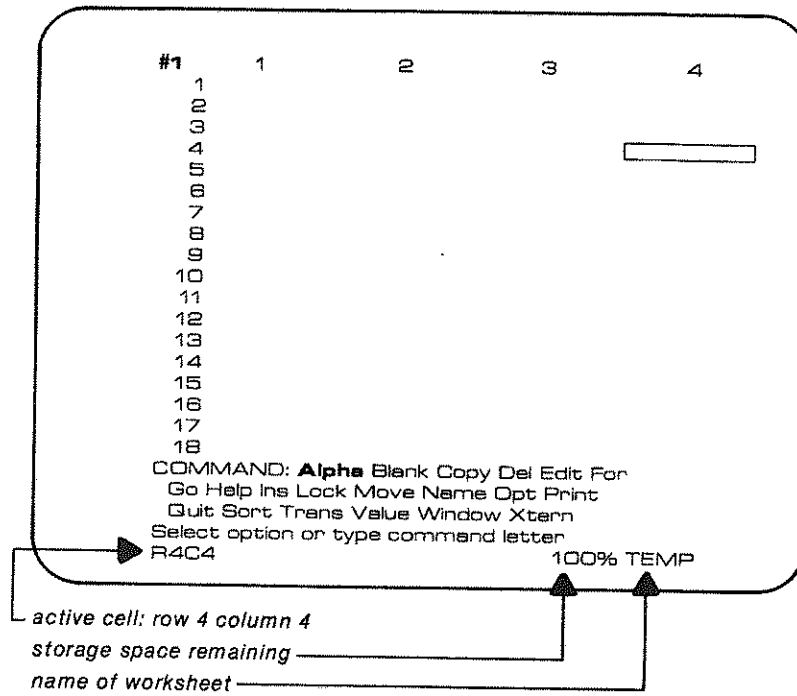 #1 1 2 3 4
1
2
3
4
5
6
7
8
9
10
11
12
13
14
15
16
17
18
COMMAND: Alpha Blank Copy Del Edit For
Go Help Ins Lock Move Name Opt Print
Quit Sort Trans Value Window Xtern
Select option or type command letter
R4C4 100% TEMP
active cell: row 4 column 4
storage space remaining
name of worksheet